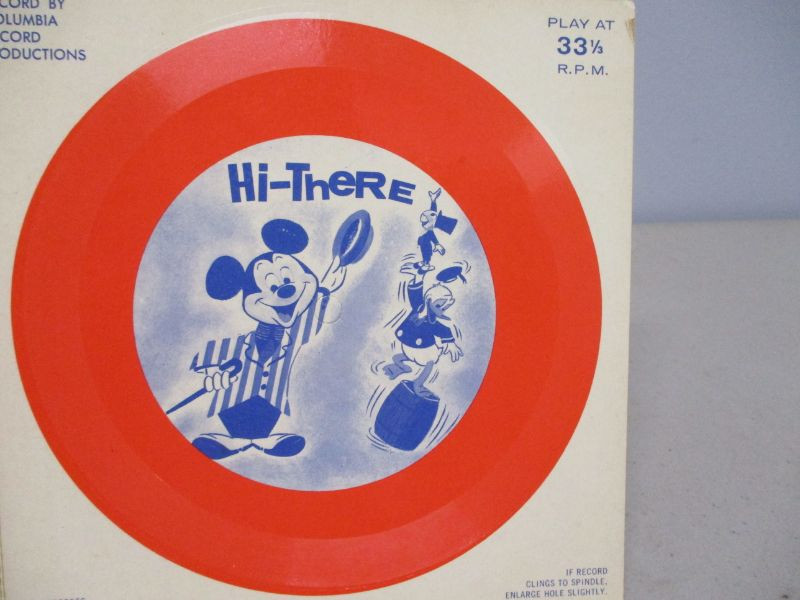 CORD BY
OLUMBIA
CORD
ODUCTIONS
PLAY AT
33⅓
R.P.M.
Hi-TheRE
IF RECORD
CLINGS TO SPINDLE,
ENLARGE HOLE SLIGHTLY.